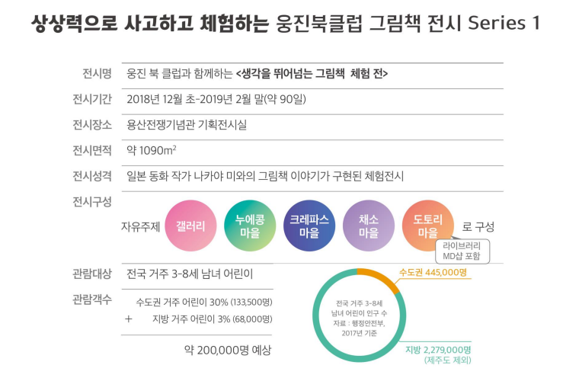 상상력으로 사고하고 체험하는 웅진북클럽 그림책 전시 Series 1
전시명 웅진 북 클럽과 함께하는 <생각을 뛰어넘는 그림책 체험 전>
전시기간 2018년 12월 초-2019년 2월 말(약 90일)
전시장소 용산전쟁기념관 기획전시실
전시면적 약 1090m²
전시성격 일본 동화 작가 나카야 미와의 그림책 이야기가 구현된 체험전시
전시구성
자유주제 갤러리 누에콩 마을 크레파스 마을 채소 마을 도토리 마을 로 구성
라이브러리
MD샵 포함
관람대상 전국 거주 3-8세 남녀 어린이
관람객수
수도권 거주 어린이 30% (133,500명)
+ 지방 거주 어린이 3% (68,000명)
약 200,000명 예상
수도권 445,000명
전국 거주 3-8세
남녀 어린이 인구 수
자료 : 행정안전부,
2017년 기준
지방 2,279,000명
(제주도 제외)